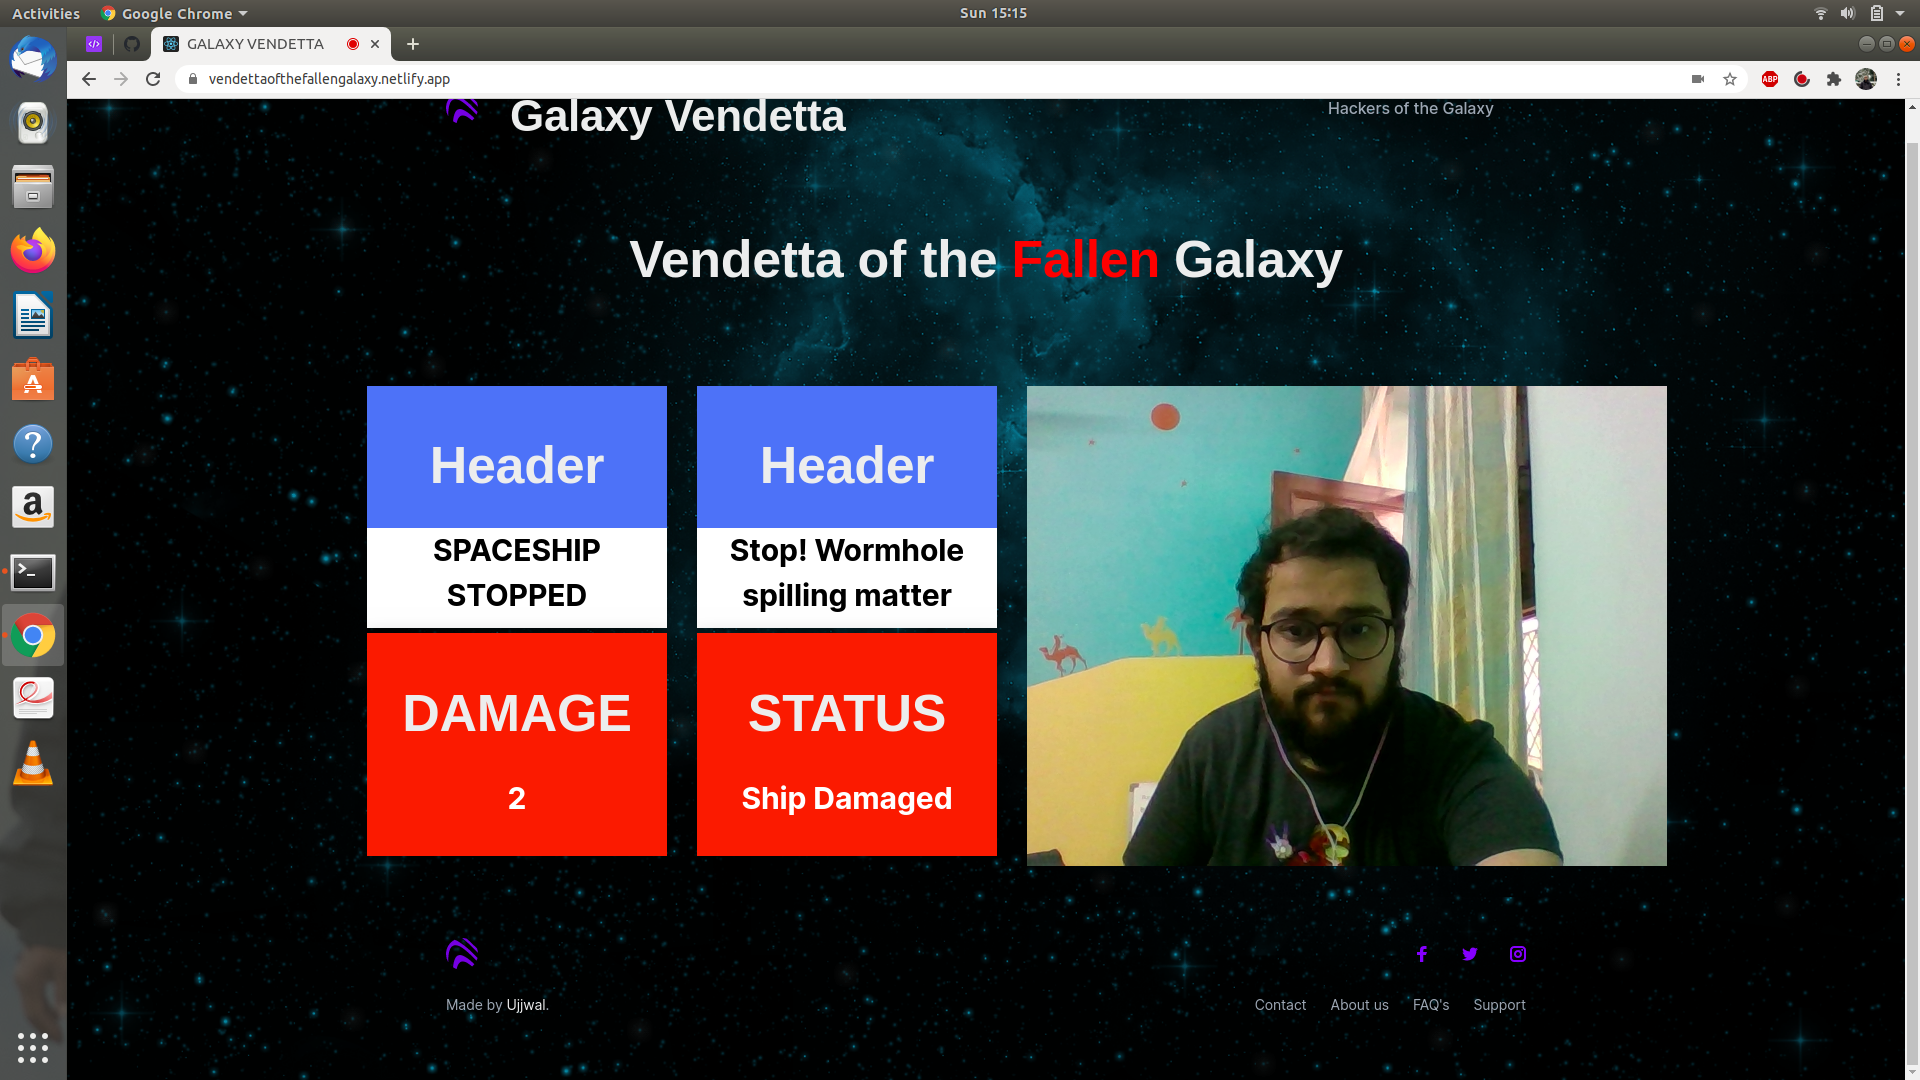 Activities
Google Chrome
Sun 15:15
GALAXY VENDETTA
vendettaofthefallengalaxy.netlify.app
ABP
Galaxy Vendetta
Hackers of the Galaxy
Vendetta of the Fallen Galaxy
Header
SPACESHIP
STOPPED
Header
Stop! Wormhole
spilling matter
DAMAGE
2
STATUS
Ship Damaged
Made by Ujjwal.
Contact
About us
FAQ's
Support